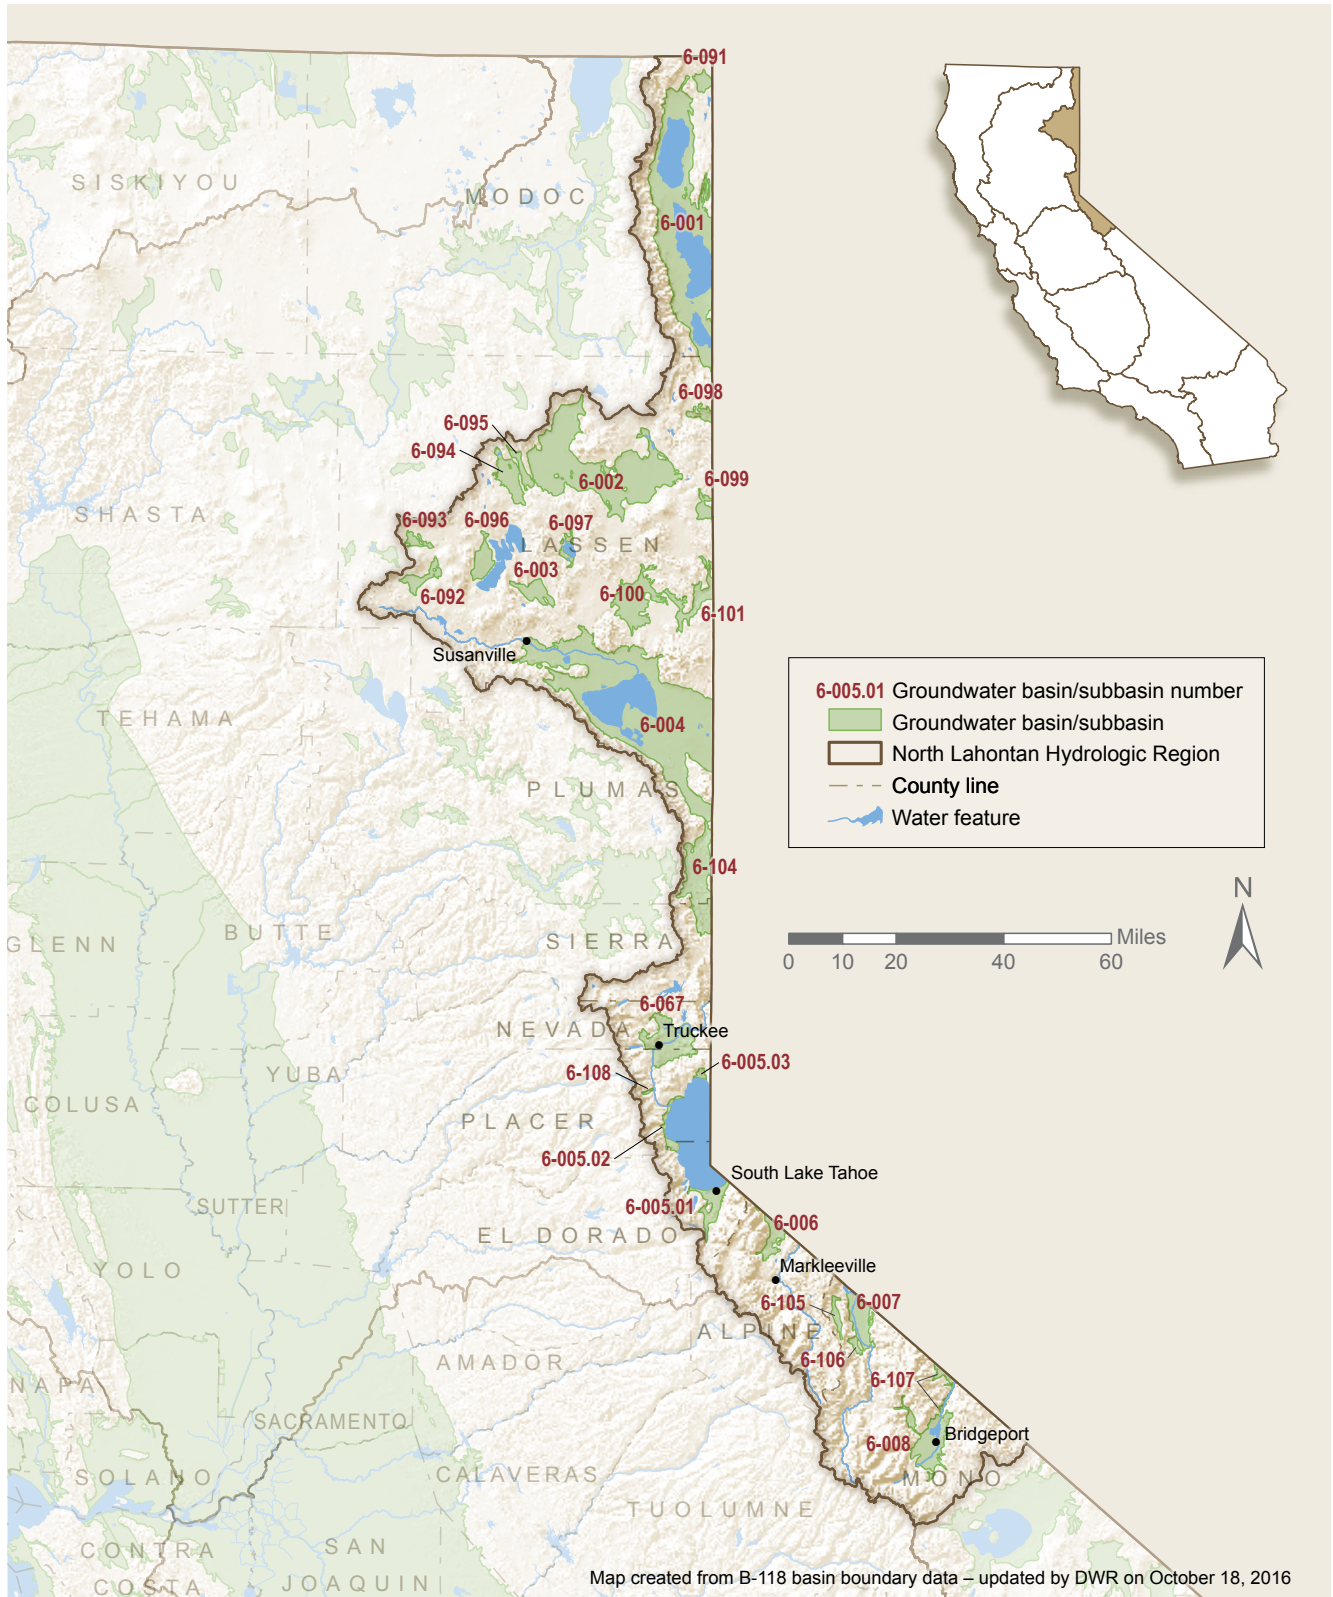 6-091
SISKIYOU
MODOC
6-001
6-098
6-095
6-094
6-002
6-099
SHASTA
6-093
6-096
6-097
LASSEN
6-003
6-092
6-100
6-101
Susanville
6-005.01 Groundwater basin/subbasin number
Groundwater basin/subbasin
North Lahontan Hydrologic Region
County line
Water feature
TEHAMA
6-004
PLUMAS
6-104
N
GLENN
BUTTE
SIERRA
Miles
0 10 20 40 60
6-067
NEVADA
Truckee
6-005.03
6-108
YUBA
COLUSA
PLACER
6-005.02
South Lake Tahoe
SUTTER
6-005.01
6-006
EL DORADO
YOLO
Markleeville
6-105
6-007
ALPINE
6-106
AMADOR
6-107
NAPA
SACRAMENTO
6-008
Bridgeport
SOLANO
CALAVERAS
MONO
TUOLUMNE
CONTRA
COSTA
SAN
JOAQUIN
Map created from B-118 basin boundary data – updated by DWR on October 18, 2016